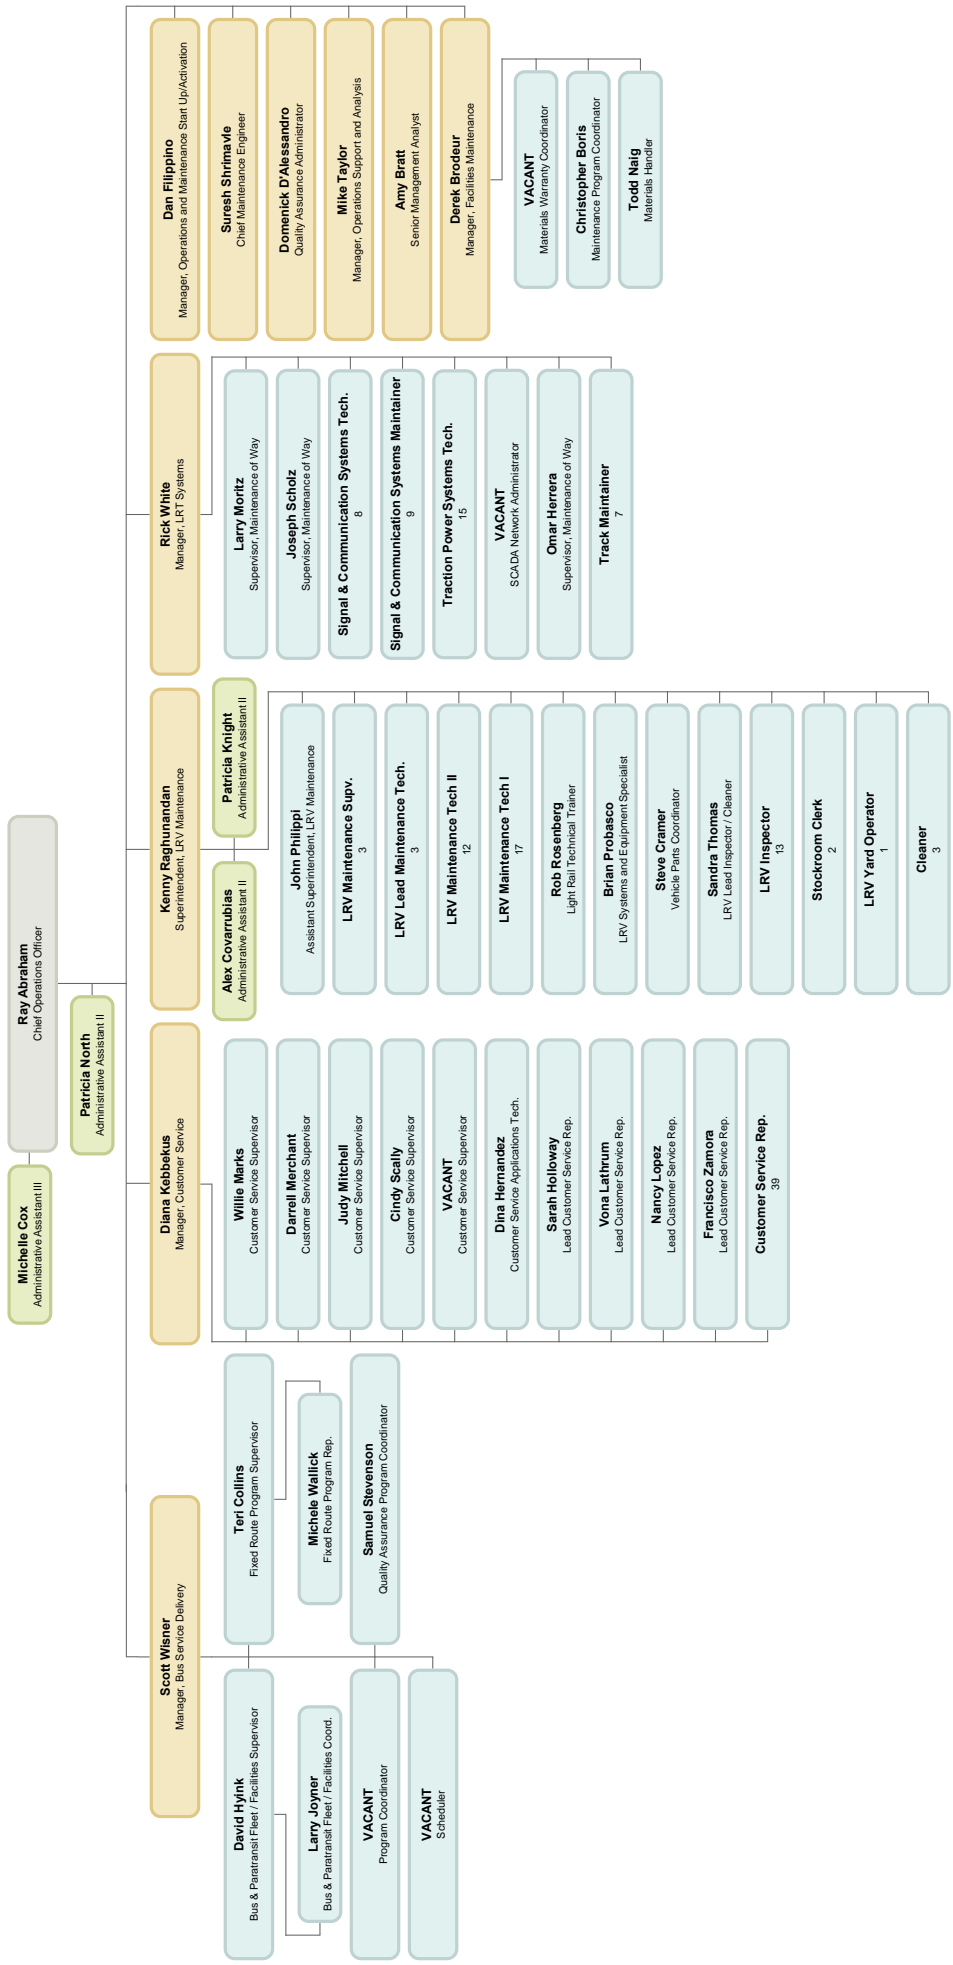 Ray Abraham
Chief Operations Officer
Michelle Cox
Administrative Assistant III
Patricia North
Administrative Assistant II
Scott Wisner
Manager, Bus Service Delivery
David Hyink
Bus & Paratransit Fleet / Facilities Supervisor
Larry Joyner
Bus & Paratransit Fleet / Facilities Coord.
VACANT
Program Coordinator
VACANT
Scheduler
Teri Collins
Fixed Route Program Supervisor
Michele Wallick
Fixed Route Program Rep.
Samuel Stevenson
Quality Assurance Program Coordinator
Diana Kebbekus
Manager, Customer Service
Willie Marks
Customer Service Supervisor
Darrell Merchant
Customer Service Supervisor
Judy Mitchell
Customer Service Supervisor
Cindy Scally
Customer Service Supervisor
VACANT
Customer Service Supervisor
Dina Hernandez
Customer Service Applications Tech.
Sarah Holloway
Lead Customer Service Rep.
Vona Lathrum
Lead Customer Service Rep.
Nancy Lopez
Lead Customer Service Rep.
Francisco Zamora
Lead Customer Service Rep.
Customer Service Rep.
39
Kenny Raghunandan
Superintendent, LRV Maintenance
Alex Covarrubias
Administrative Assistant II
Patricia Knight
Administrative Assistant II
John Philippi
Assistant Superintendent, LRV Maintenance
LRV Maintenance Supv.
3
LRV Lead Maintenance Tech.
3
LRV Maintenance Tech II
12
LRV Maintenance Tech I
17
Rob Rosenberg
Light Rail Technical Trainer
Brian Probasco
LRV Systems and Equipment Specialist
Steve Cramer
Vehicle Parts Coordinator
Sandra Thomas
LRV Lead Inspector / Cleaner
LRV Inspector
13
Stockroom Clerk
2
LRV Yard Operator
1
Cleaner
3
Rick White
Manager, LRT Systems
Larry Moritz
Supervisor, Maintenance of Way
Joseph Scholz
Supervisor, Maintenance of Way
Signal & Communication Systems Tech.
8
Signal & Communication Systems Maintainer
9
Traction Power Systems Tech.
15
VACANT
SCADA Network Administrator
Omar Herrera
Supervisor, Maintenance of Way
Track Maintainer
7
Dan Filippino
Manager, Operations and Maintenance Start Up/Activation
Suresh Shrimavle
Chief Maintenance Engineer
Domenick D'Alessandro
Quality Assurance Administrator
Mike Taylor
Manager, Operations Support and Analysis
Amy Bratt
Senior Management Analyst
Derek Brodeur
Manager, Facilities Maintenance
VACANT
Materials Warranty Coordinator
Christopher Boris
Maintenance Program Coordinator
Todd Naig
Materials Handler